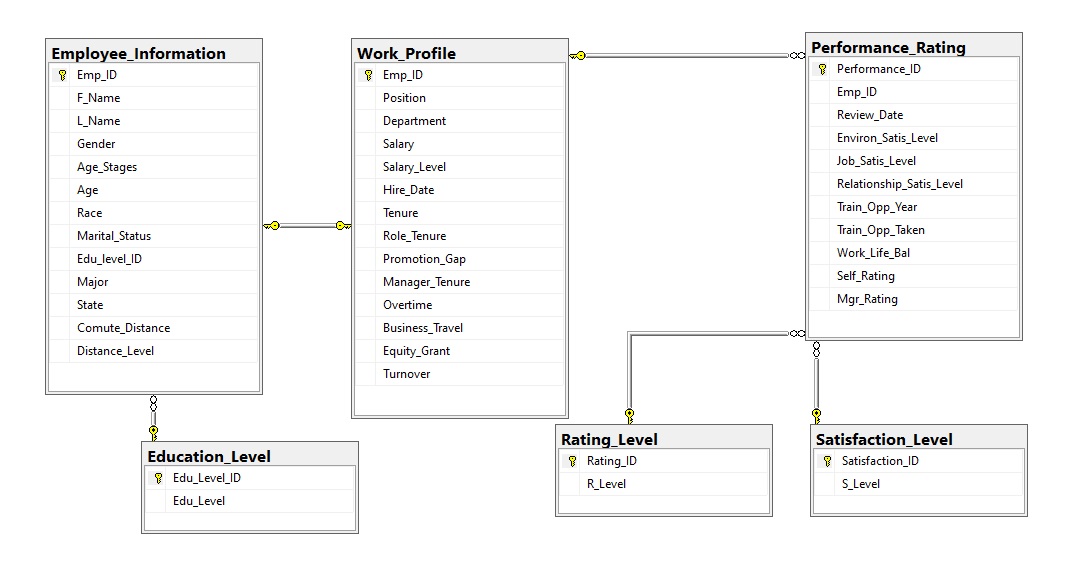 Employee_Information
Emp_ID
F_Name
L_Name
Gender
Age_Stages
Age
Race
Marital_Status
Edu_level_ID
Major
State
Comute_Distance
Distance_Level
Work_Profile
Emp_ID
Position
Department
Salary
Salary_Level
Hire_Date
Tenure
Role_Tenure
Promotion_Gap
Manager_Tenure
Overtime
Business_Travel
Equity_Grant
Turnover
Performance_Rating
Performance_ID
Emp_ID
Review_Date
Environ_Satis_Level
Job_Satis_Level
Relationship_Satis_Level
Train_Opp_Year
Train_Opp_Taken
Work_Life_Bal
Self_Rating
Mgr_Rating
Education_Level
Edu_Level_ID
Edu_Level
Rating_Level
Rating_ID
R_Level
Satisfaction_Level
Satisfaction_ID
S_Level